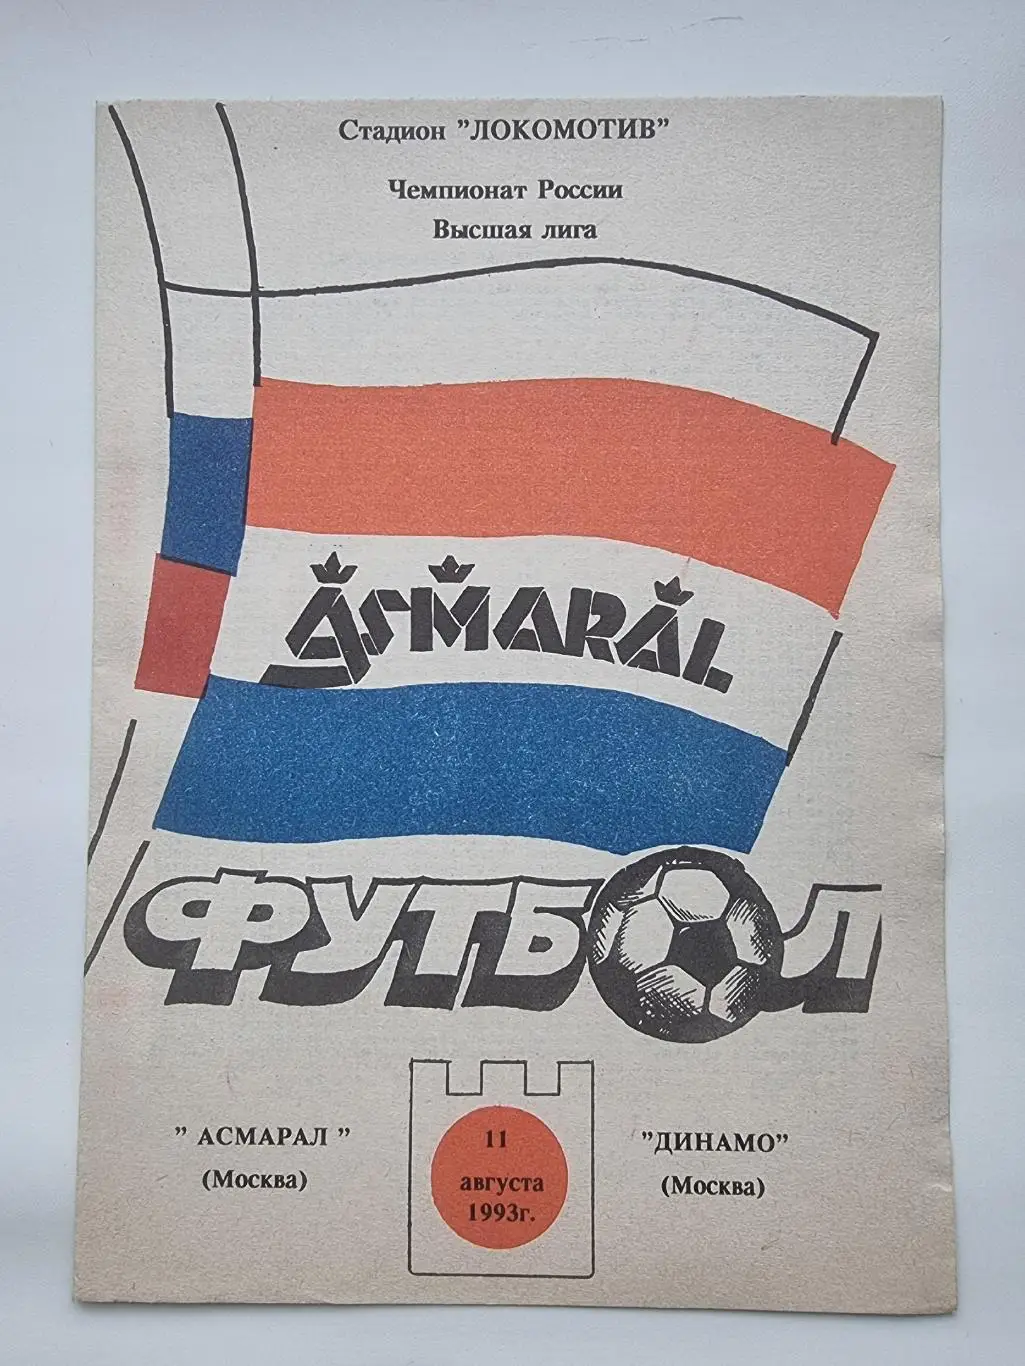 Стадион "ЛОКОМОТИВ"
Чемпионат России
Высшая лига
ASMARAL
ФУТБОЛ
" АСМАРАЛ "
(Москва)
11
августа
1993г.
"ДИНАМО"
(Москва)